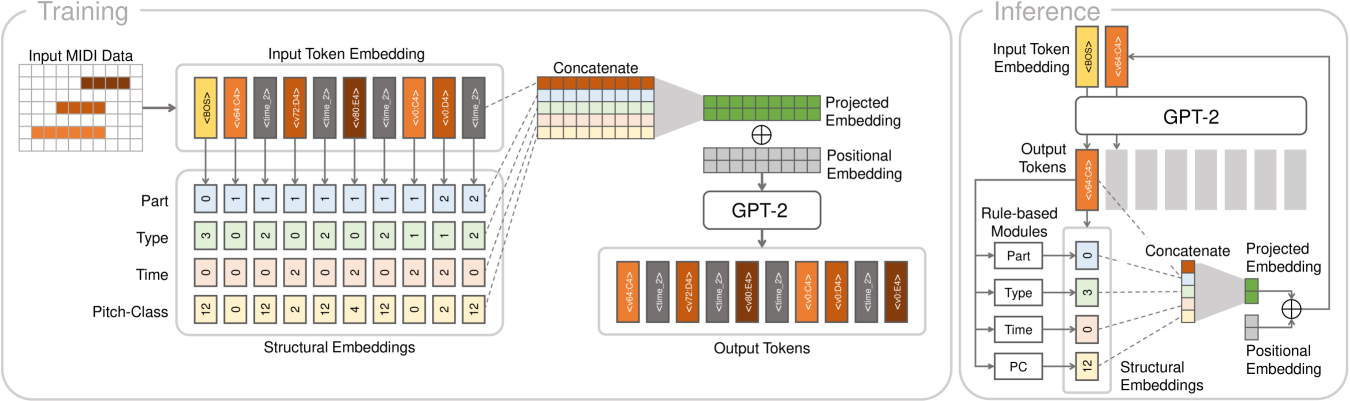 Training
Input MIDI Data
Input Token Embedding
<BOS> <v64:C4> <time_2> <v72:D4> <time_2> <v80:E4> <time_2> <v0:C4> <v0:D4> <time_2>
Part 0 1 1 1 1 1 1 1 2 2
Type 3 0 2 0 2 0 2 1 1 2
Time 0 0 0 2 0 2 0 2 2 0
Pitch-Class 12 0 12 2 12 4 12 0 2 12
Structural Embeddings
Concatenate
Projected
Embedding
Positional
Embedding
GPT-2
<v64:C4> <time_2> <v72:D4> <time_2> <v80:E4> <time_2> <v0:C4> <v0:D4> <time_2> <v0:E4>
Output Tokens
Inference
Input Token
Embedding
<BOS> <v64:C4>
GPT-2
Output
Tokens
<v64:C4>
Rule-based
Modules
Part 0
Type 3
Time 0
PC 12
Structural
Embeddings
Concatenate
Projected
Embedding
Positional
Embedding